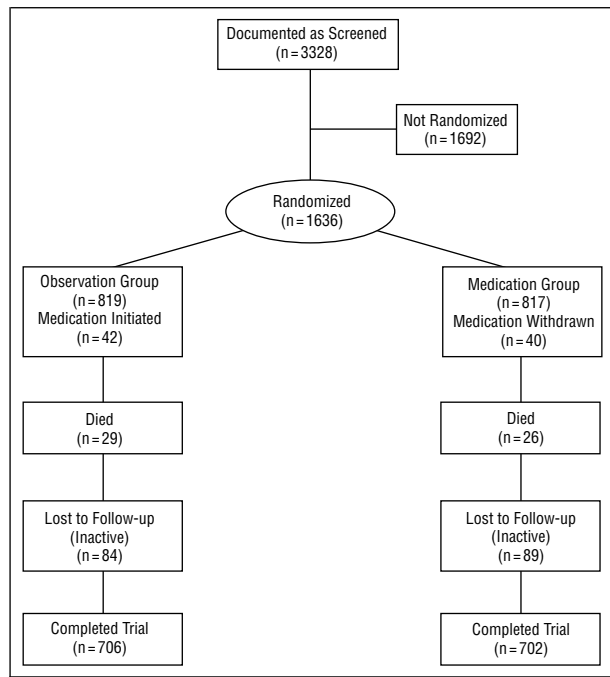 Documented as Screened
(n=3328)
Not Randomized
(n=1692)
Randomized
(n=1636)
Observation Group
(n=819)
Medication Initiated
(n=42)
Medication Group
(n=817)
Medication Withdrawn
(n=40)
Died
(n=29)
Died
(n=26)
Lost to Follow-up
(Inactive)
(n=84)
Lost to Follow-up
(Inactive)
(n=89)
Completed Trial
(n=706)
Completed Trial
(n=702)